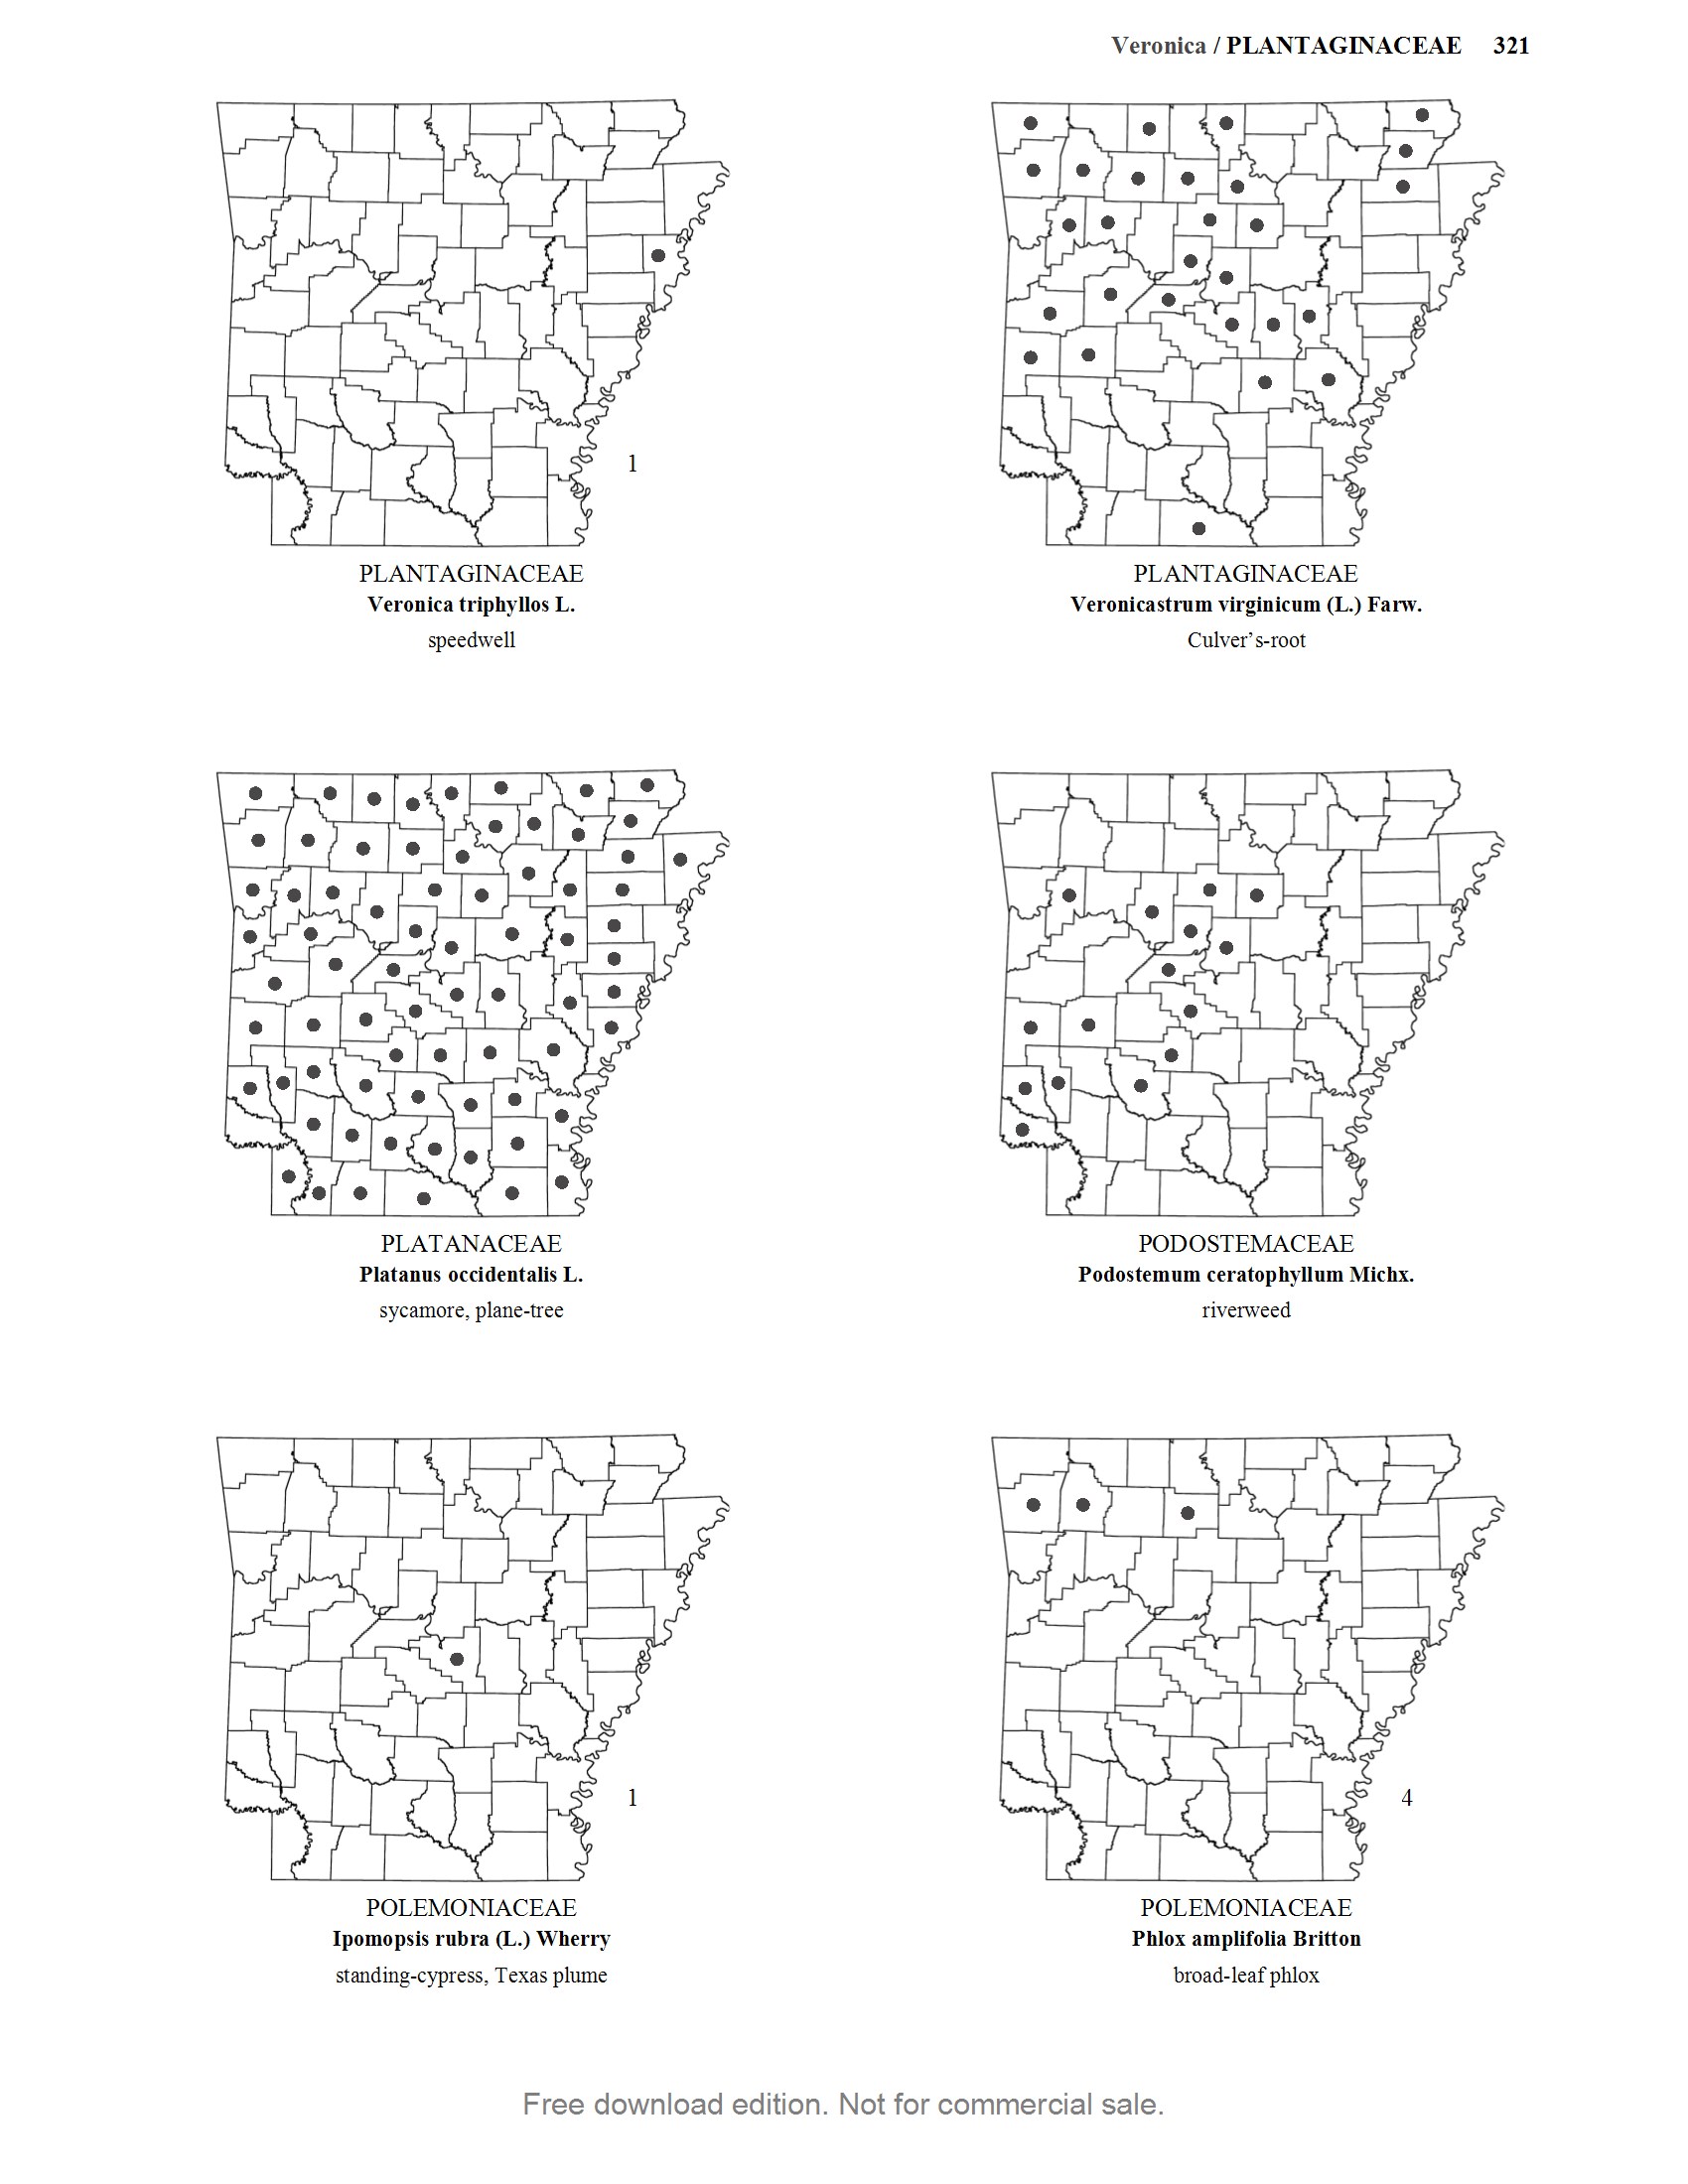 Veronica / PLANTAGINACEAE 321
1
PLANTAGINACEAE
Veronica triphyllos L.
speedwell
PLANTAGINACEAE
Veronicastrum virginicum (L.) Farw.
Culver’s-root
PLATANACEAE
Platanus occidentalis L.
sycamore, plane-tree
PODOSTEMACEAE
Podostemum ceratophyllum Michx.
riverweed
1
POLEMONIACEAE
Ipomopsis rubra (L.) Wherry
standing-cypress, Texas plume
4
POLEMONIACEAE
Phlox amplifolia Britton
broad-leaf phlox
Free download edition. Not for commercial sale.